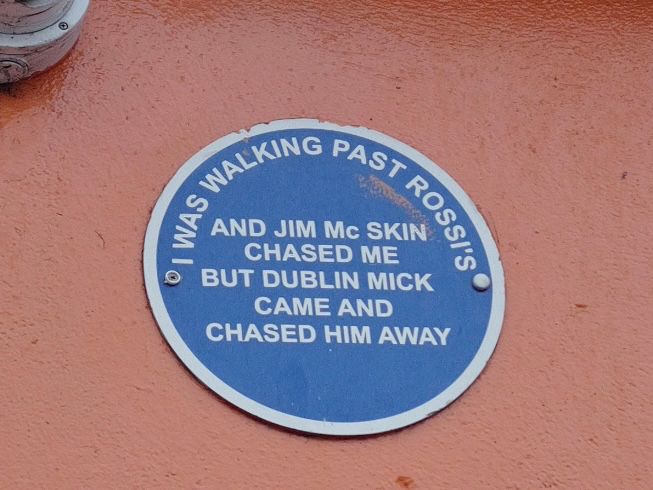 I WAS WALKING PAST ROSSI'S
AND JIM Mc SKIN
CHASED ME
BUT DUBLIN MICK
CAME AND
CHASED HIM AWAY